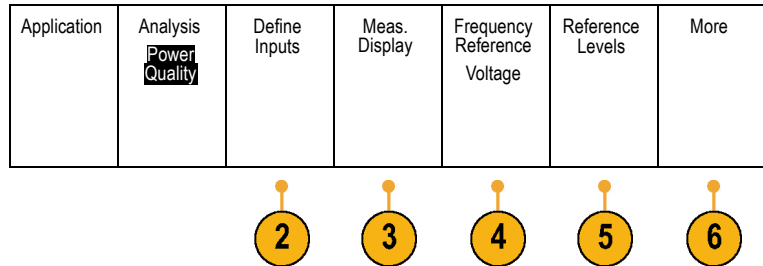 Application
Analysis
Power
Quality
Define
Inputs
Meas.
Display
Frequency
Reference
Voltage
Reference
Levels
More
2
3
4
5
6